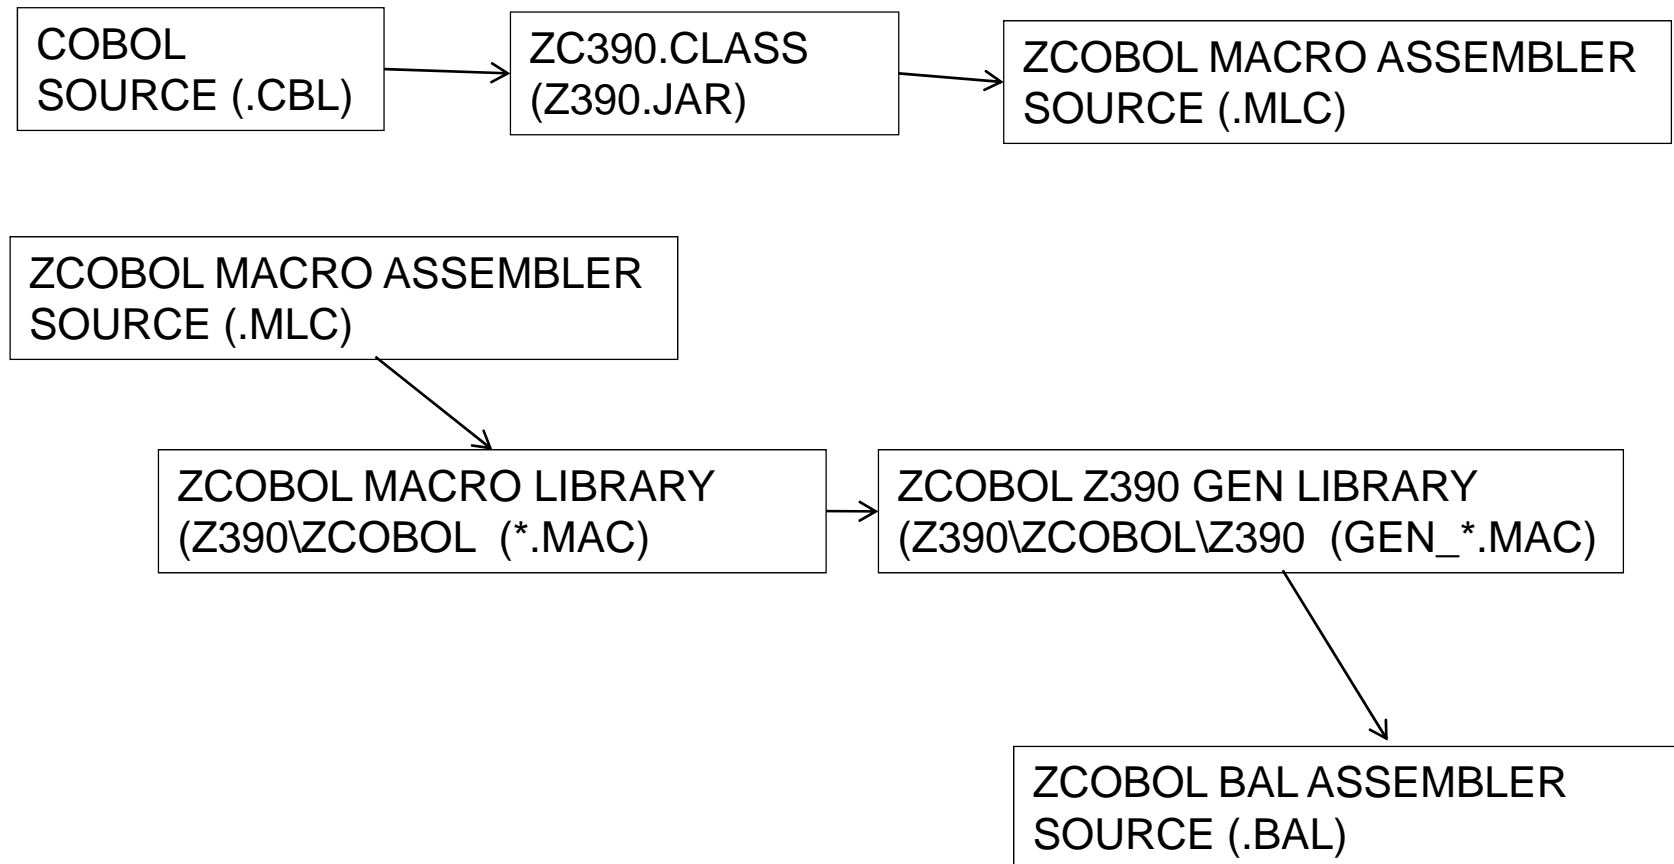 COBOL
SOURCE (.CBL)
ZC390.CLASS
(Z390.JAR)
ZCOBOL MACRO ASSEMBLER
SOURCE (.MLC)
ZCOBOL MACRO ASSEMBLER
SOURCE (.MLC)
ZCOBOL MACRO LIBRARY
(Z390\ZCOBOL (*.MAC)
ZCOBOL Z390 GEN LIBRARY
(Z390\ZCOBOL\Z390 (GEN_*.MAC)
ZCOBOL BAL ASSEMBLER
SOURCE (.BAL)